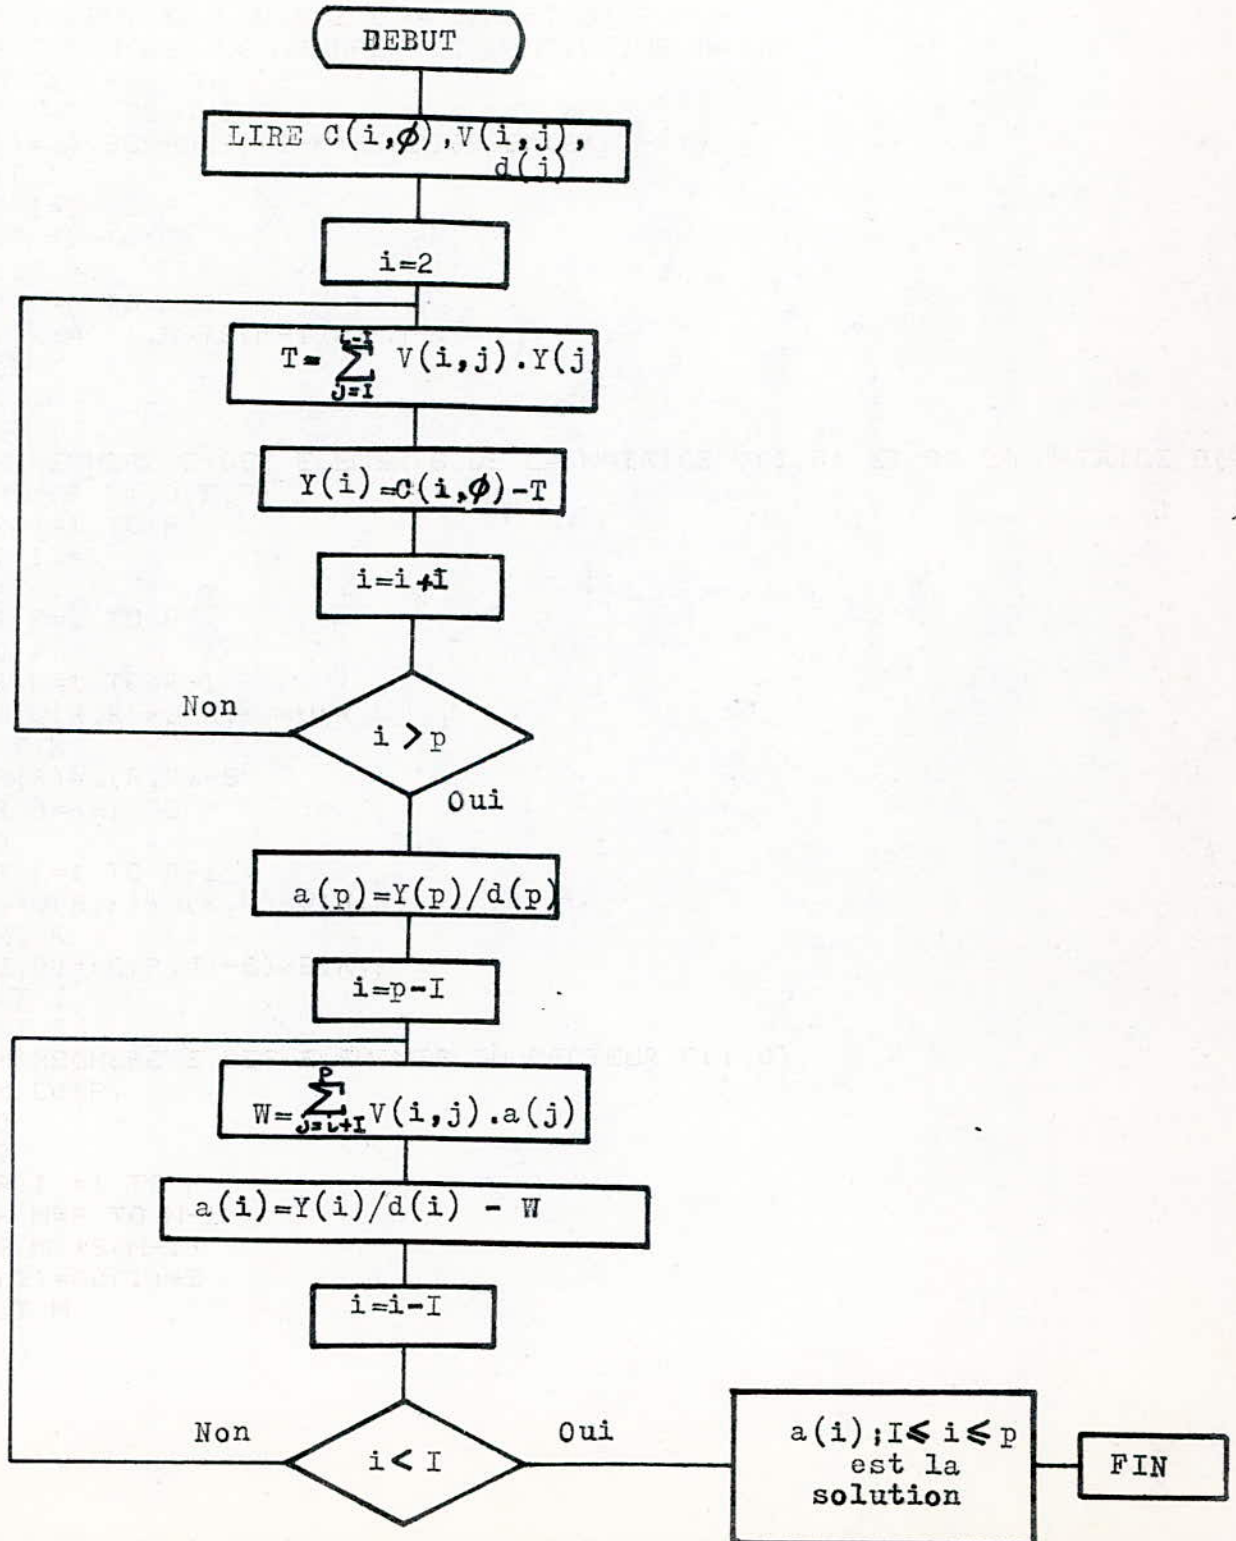 DEBUT
LIRE C(i,ϕ),V(i,j),
d(j)
i=2
i-I
T= ∑ V(i,j).Y(j
j=I
Y(i)=C(i,ϕ)-T
i=i+I
Non
i > p
Oui
a(p)=Y(p)/d(p)
i=p-I
p
W=∑ V(i,j).a(j)
j=i+I
a(i)=Y(i)/d(i) - W
i=i-I
Non
i < I
Oui
a(i);I⩽ i⩽ p
est la
solution
FIN